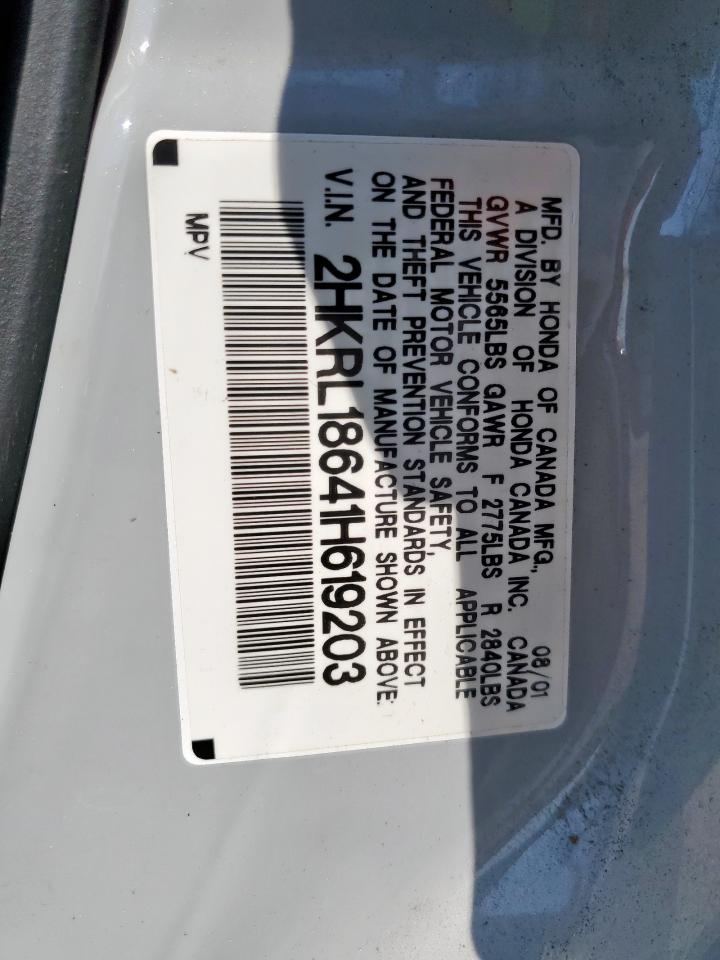 MFD. BY HONDA OF CANADA MFG., 08/01
A DIVISION OF HONDA CANADA INC. CANADA
GVWR 5565LBS GAWR F 2775LBS R 2840LBS
THIS VEHICLE CONFORMS TO ALL APPLICABLE
FEDERAL MOTOR VEHICLE SAFETY,
AND THEFT PREVENTION STANDARDS IN EFFECT
ON THE DATE OF MANUFACTURE SHOWN ABOVE:
V.I.N. 2HKRL18641H619203
MPV